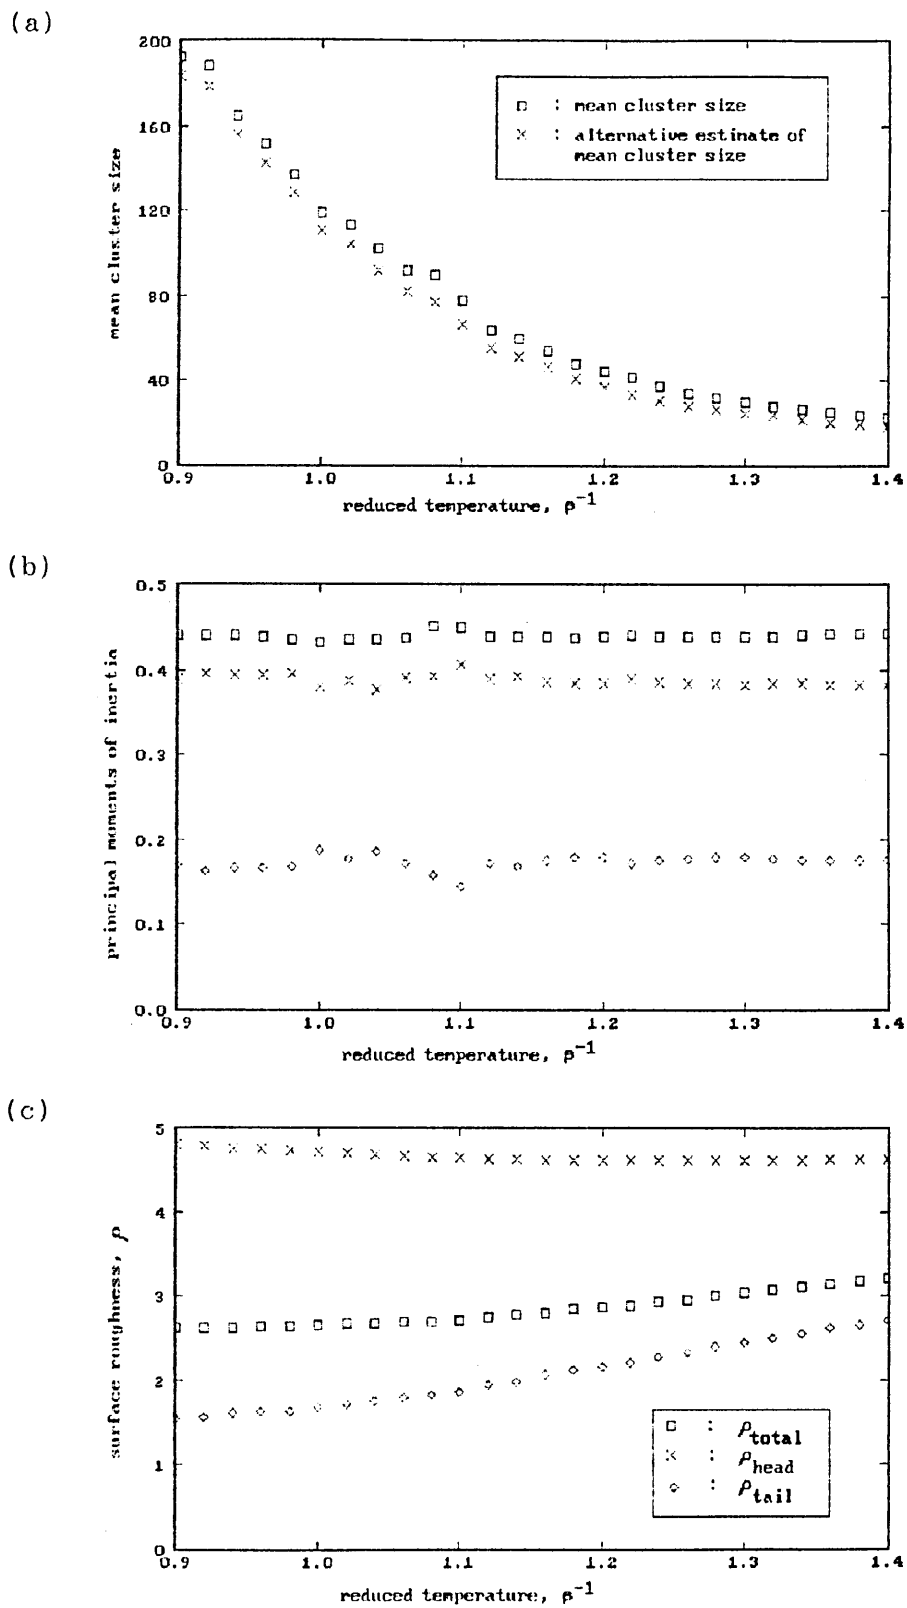 (a)
200
160
120
80
40
0
mean cluster size
□ : mean cluster size
× : alternative estimate of
mean cluster size
0.9 1.0 1.1 1.2 1.3 1.4
reduced temperature, β⁻¹
(b)
0.5
0.4
0.3
0.2
0.1
0.0
principal moments of inertia
0.9 1.0 1.1 1.2 1.3 1.4
reduced temperature, β⁻¹
(c)
5
4
3
2
1
0
surface roughness, ρ
□ : ρtotal
× : ρhead
◇ : ρtail
0.9 1.0 1.1 1.2 1.3 1.4
reduced temperature, β⁻¹